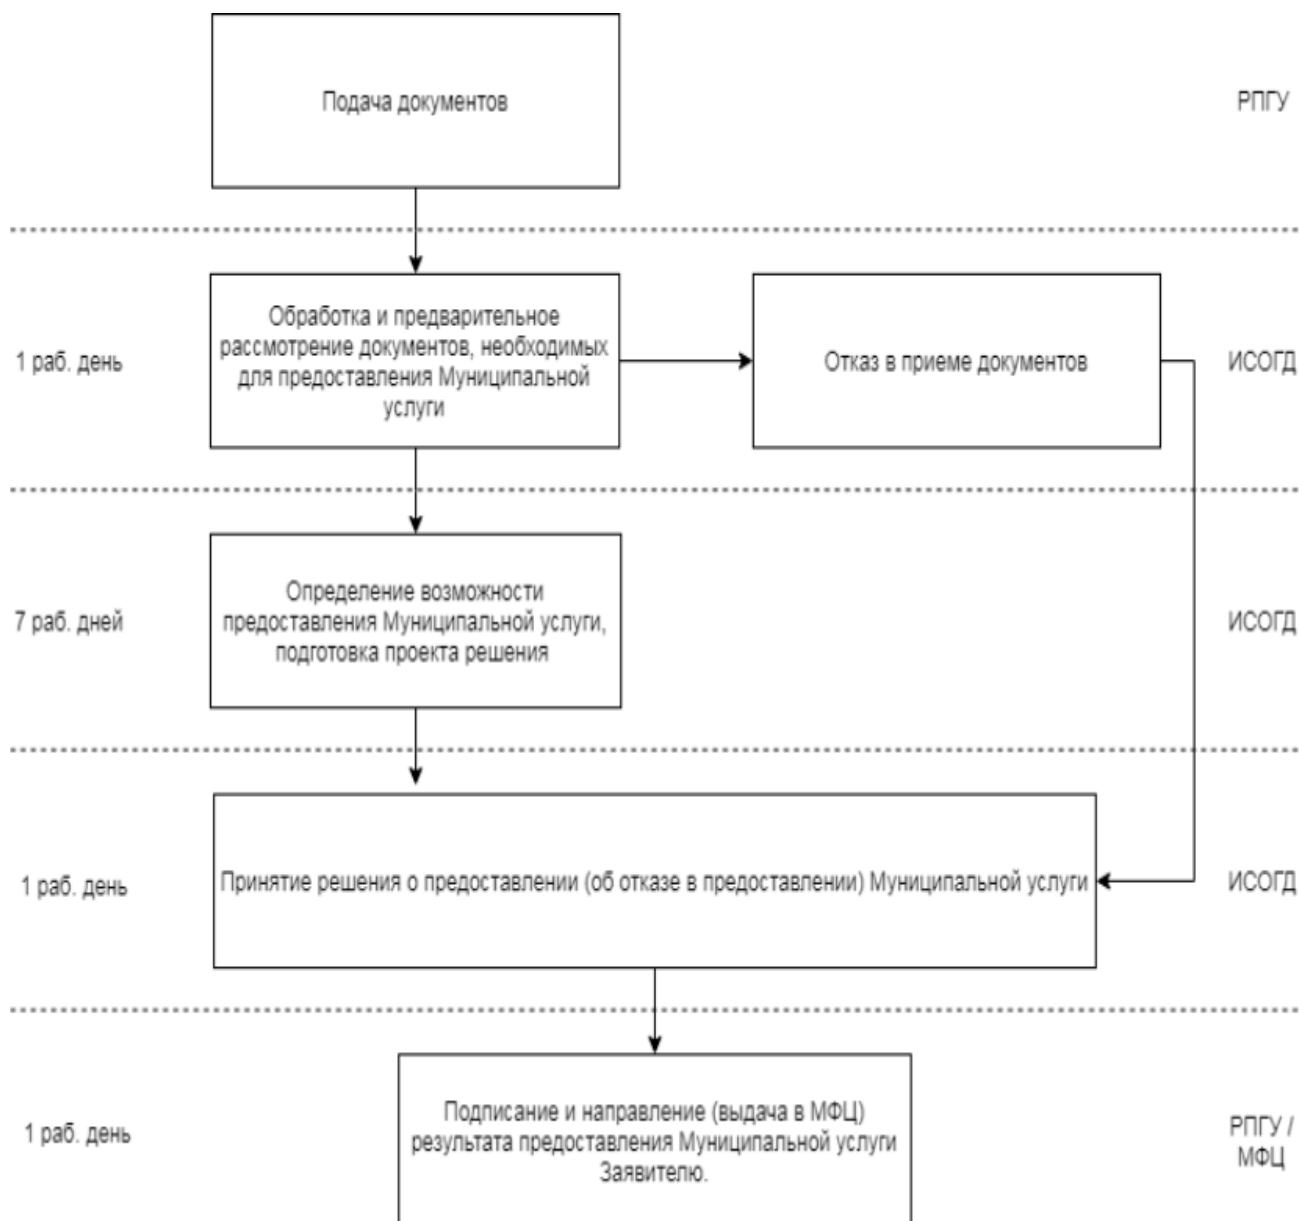 Подача документов
РПГУ
1 раб. день
Обработка и предварительное
рассмотрение документов, необходимых
для предоставления Муниципальной
услуги
Отказ в приеме документов
ИСОГД
7 раб. дней
Определение возможности
предоставления Муниципальной услуги,
подготовка проекта решения
ИСОГД
1 раб. день
Принятие решения о предоставлении (об отказе в предоставлении) Муниципальной услуги
ИСОГД
1 раб. день
Подписание и направление (выдача в МФЦ)
результата предоставления Муниципальной услуги
Заявителю.
РПГУ /
МФЦ